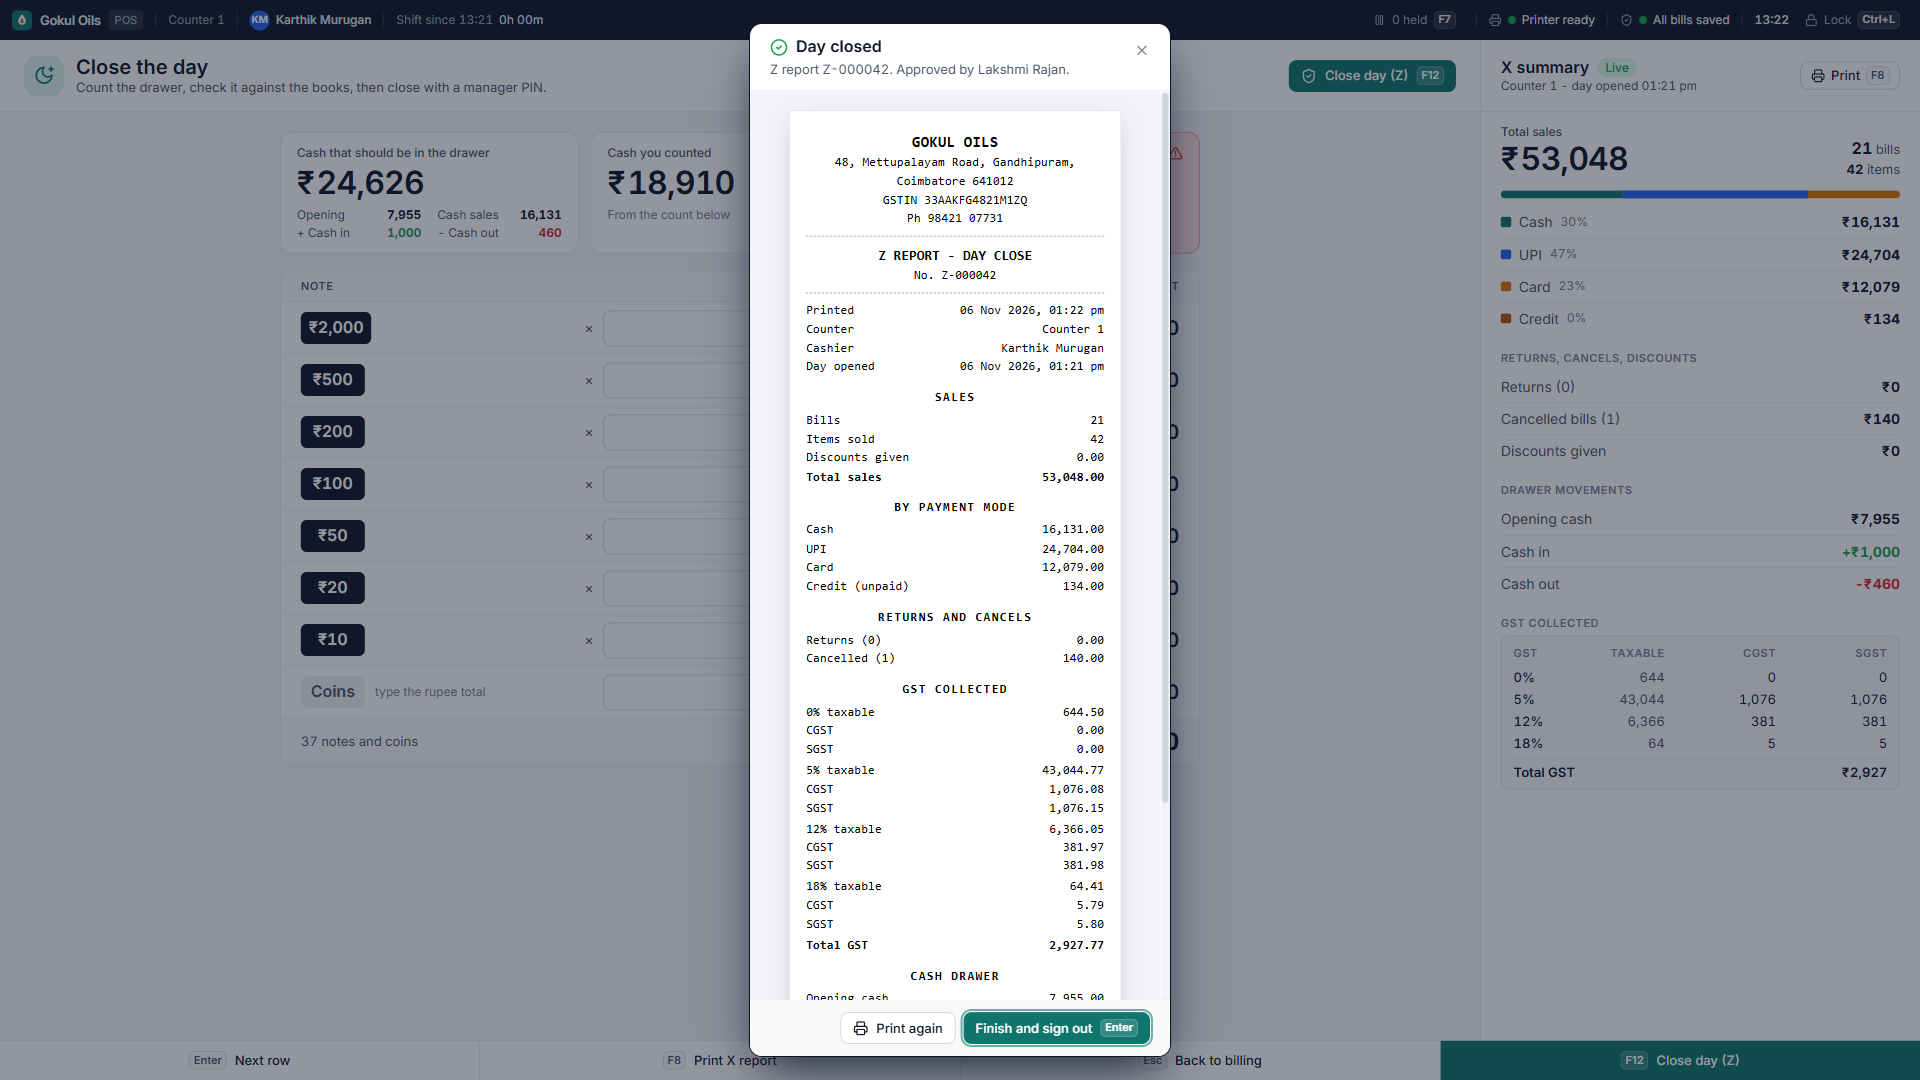 Gokul Oils POS Counter 1 KM Karthik Murugan Shift since 13:21 0h 00m
0 held F7 Printer ready All bills saved 13:22 Lock Ctrl+L
Close the day
Count the drawer, check it against the books, then close with a manager PIN.
Close day (Z) F12
Cash that should be in the drawer
₹24,626
Opening 7,955 Cash sales 16,131
+ Cash in 1,000 - Cash out 460
Cash you counted
₹18,910
From the count below
NOTE
₹2,000 ×
₹500 ×
₹200 ×
₹100 ×
₹50 ×
₹20 ×
₹10 ×
Coins type the rupee total
37 notes and coins
Day closed
Z report Z-000042. Approved by Lakshmi Rajan.
GOKUL OILS
48, Mettupalayam Road, Gandhipuram,
Coimbatore 641012
GSTIN 33AAKFG4821M1ZQ
Ph 98421 07731
Z REPORT - DAY CLOSE
No. Z-000042
Printed 06 Nov 2026, 01:22 pm
Counter Counter 1
Cashier Karthik Murugan
Day opened 06 Nov 2026, 01:21 pm
SALES
Bills 21
Items sold 42
Discounts given 0.00
Total sales 53,048.00
BY PAYMENT MODE
Cash 16,131.00
UPI 24,704.00
Card 12,079.00
Credit (unpaid) 134.00
RETURNS AND CANCELS
Returns (0) 0.00
Cancelled (1) 140.00
GST COLLECTED
0% taxable 644.50
CGST 0.00
SGST 0.00
5% taxable 43,044.77
CGST 1,076.08
SGST 1,076.15
12% taxable 6,366.05
CGST 381.97
SGST 381.98
18% taxable 64.41
CGST 5.79
SGST 5.80
Total GST 2,927.77
CASH DRAWER
Opening cash 7,955.00
Print again Finish and sign out Enter
X summary Live
Counter 1 - day opened 01:21 pm
Print F8
Total sales
₹53,048
21 bills
42 items
Cash 30% ₹16,131
UPI 47% ₹24,704
Card 23% ₹12,079
Credit 0% ₹134
RETURNS, CANCELS, DISCOUNTS
Returns (0) ₹0
Cancelled bills (1) ₹140
Discounts given ₹0
DRAWER MOVEMENTS
Opening cash ₹7,955
Cash in +₹1,000
Cash out -₹460
GST COLLECTED
GST TAXABLE CGST SGST
0% 644 0 0
5% 43,044 1,076 1,076
12% 6,366 381 381
18% 64 5 5
Total GST ₹2,927
Enter Next row F8 Print X report Esc Back to billing F12 Close day (Z)